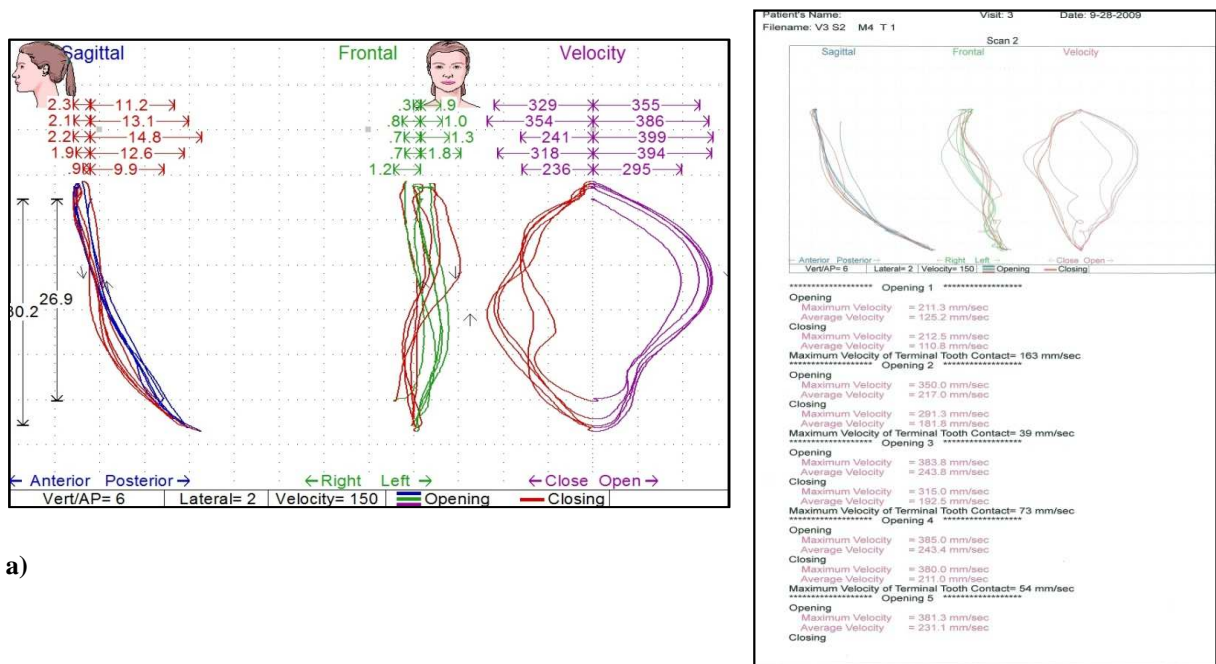 Sagittal Frontal Velocity
2.3 11.2 .3 .9 329 355
2.1 13.1 .8 1.0 354 386
2.2 14.8 .7 1.3 241 399
1.9 12.6 .7 1.8 318 394
.9 9.9 1.2 236 295
30.2 26.9
← Anterior Posterior → ← Right Left → ← Close Open →
Vert/AP= 6 Lateral= 2 Velocity= 150 Opening Closing
a)
Patient's Name: Visit: 3 Date: 9-28-2009
Filename: V3 S2 M4 T 1
Scan 2
Sagittal Frontal Velocity
← Anterior Posterior → ← Right Left → ← Close Open →
Vert/AP= 6 Lateral= 2 Velocity= 150 Opening Closing
******************* Opening 1 ******************
Opening
Maximum Velocity = 211.3 mm/sec
Average Velocity = 125.2 mm/sec
Closing
Maximum Velocity = 212.5 mm/sec
Average Velocity = 110.8 mm/sec
Maximum Velocity of Terminal Tooth Contact= 163 mm/sec
******************* Opening 2 ******************
Opening
Maximum Velocity = 350.0 mm/sec
Average Velocity = 217.0 mm/sec
Closing
Maximum Velocity = 291.3 mm/sec
Average Velocity = 181.8 mm/sec
Maximum Velocity of Terminal Tooth Contact= 39 mm/sec
******************* Opening 3 ******************
Opening
Maximum Velocity = 383.8 mm/sec
Average Velocity = 243.8 mm/sec
Closing
Maximum Velocity = 315.0 mm/sec
Average Velocity = 192.5 mm/sec
Maximum Velocity of Terminal Tooth Contact= 73 mm/sec
******************* Opening 4 ******************
Opening
Maximum Velocity = 385.0 mm/sec
Average Velocity = 243.4 mm/sec
Closing
Maximum Velocity = 380.0 mm/sec
Average Velocity = 211.0 mm/sec
Maximum Velocity of Terminal Tooth Contact= 54 mm/sec
******************* Opening 5 ******************
Opening
Maximum Velocity = 381.3 mm/sec
Average Velocity = 231.1 mm/sec
Closing